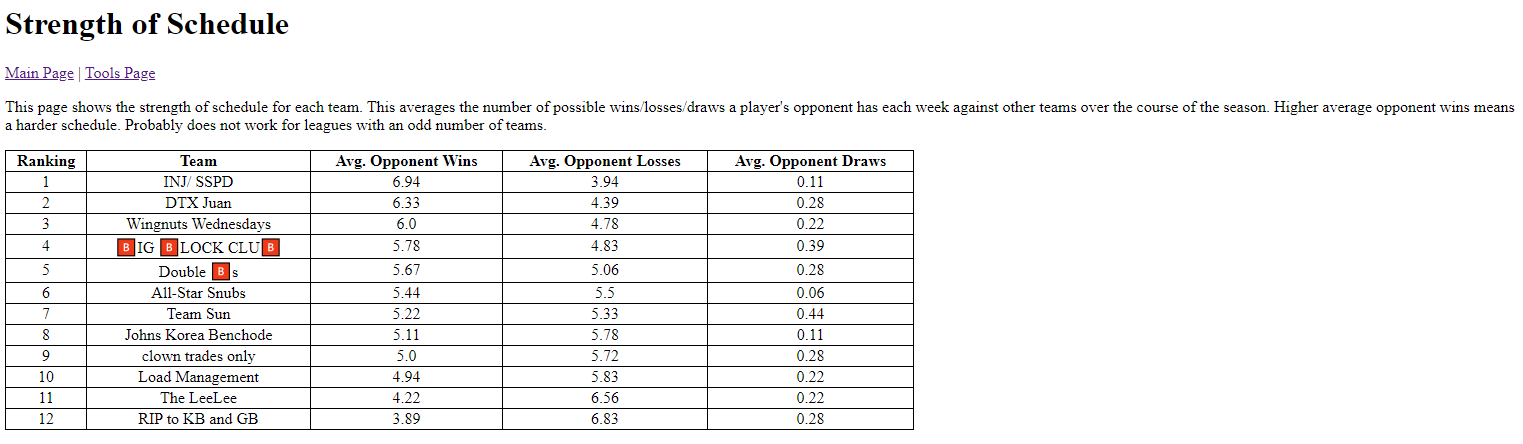 Strength of Schedule
Main Page | Tools Page
This page shows the strength of schedule for each team. This averages the number of possible wins/losses/draws a player's opponent has each week against other teams over the course of the season. Higher average opponent wins means
a harder schedule. Probably does not work for leagues with an odd number of teams.
Ranking Team Avg. Opponent Wins Avg. Opponent Losses Avg. Opponent Draws
1 INJ/ SSPD 6.94 3.94 0.11
2 DTX Juan 6.33 4.39 0.28
3 Wingnuts Wednesdays 6.0 4.78 0.22
4 🅱IG 🅱LOCK CLU🅱 5.78 4.83 0.39
5 Double 🅱s 5.67 5.06 0.28
6 All-Star Snubs 5.44 5.5 0.06
7 Team Sun 5.22 5.33 0.44
8 Johns Korea Benchode 5.11 5.78 0.11
9 clown trades only 5.0 5.72 0.28
10 Load Management 4.94 5.83 0.22
11 The LeeLee 4.22 6.56 0.22
12 RIP to KB and GB 3.89 6.83 0.28